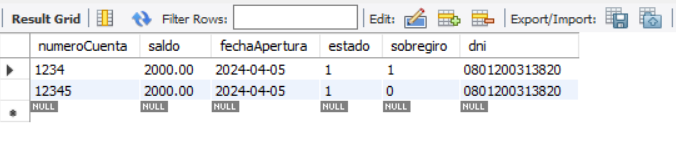 Result Grid Filter Rows: Edit: Export/Import:
numeroCuenta saldo fechaApertura estado sobregiro dni
1234 2000.00 2024-04-05 1 1 0801200313820
12345 2000.00 2024-04-05 1 0 0801200313820
NULL NULL NULL NULL NULL NULL